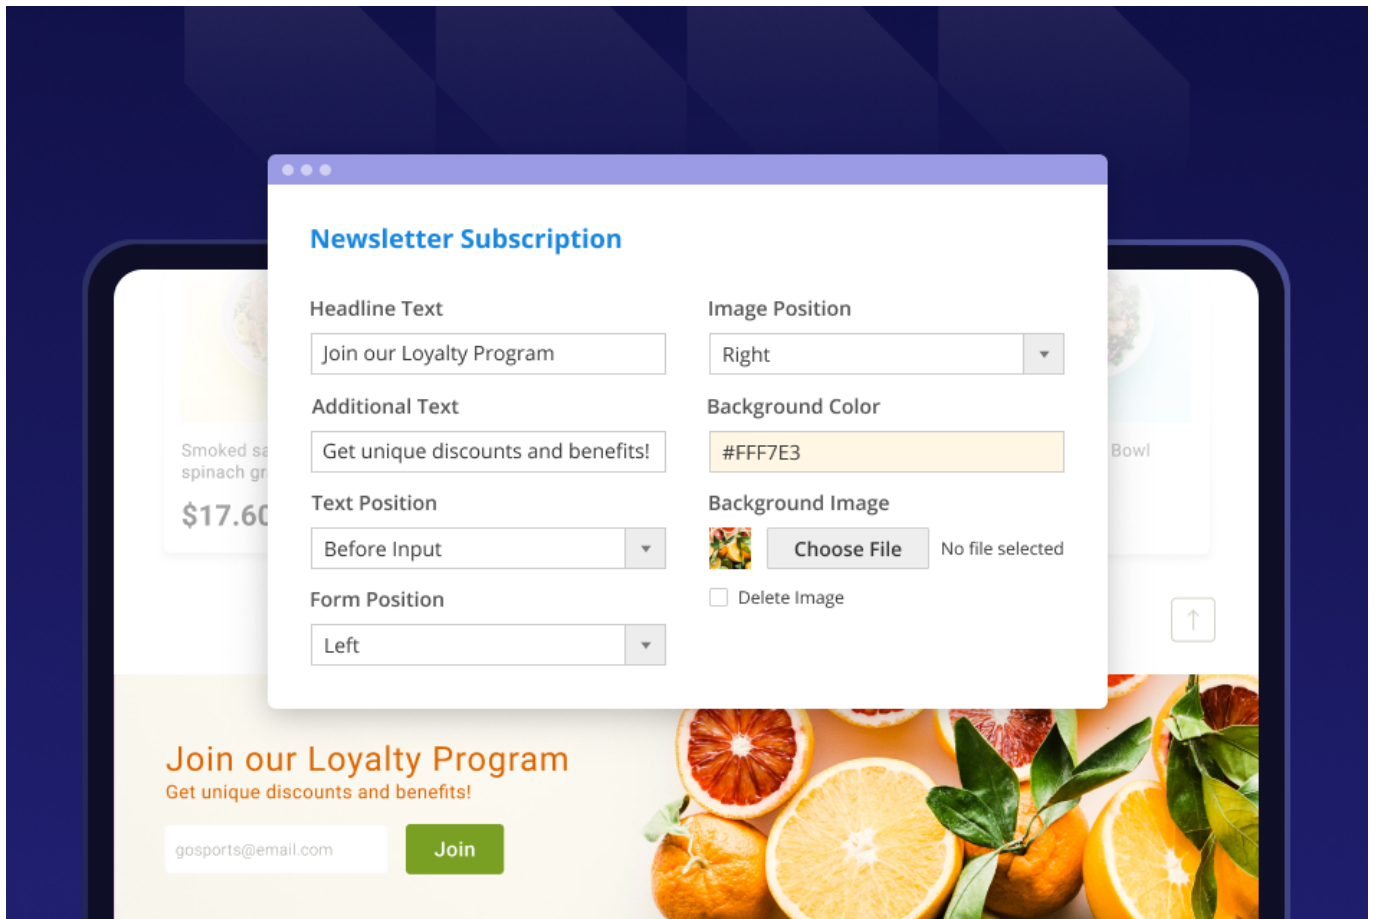 Newsletter Subscription
Headline Text
Join our Loyalty Program
Additional Text
Get unique discounts and benefits!
Text Position
Before Input
Form Position
Left
Image Position
Right
Background Color
#FFF7E3
Background Image
Choose File No file selected
Delete Image
Smoked
spinach
$17.60
Bowl
Join our Loyalty Program
Get unique discounts and benefits!
gosports@email.com
Join